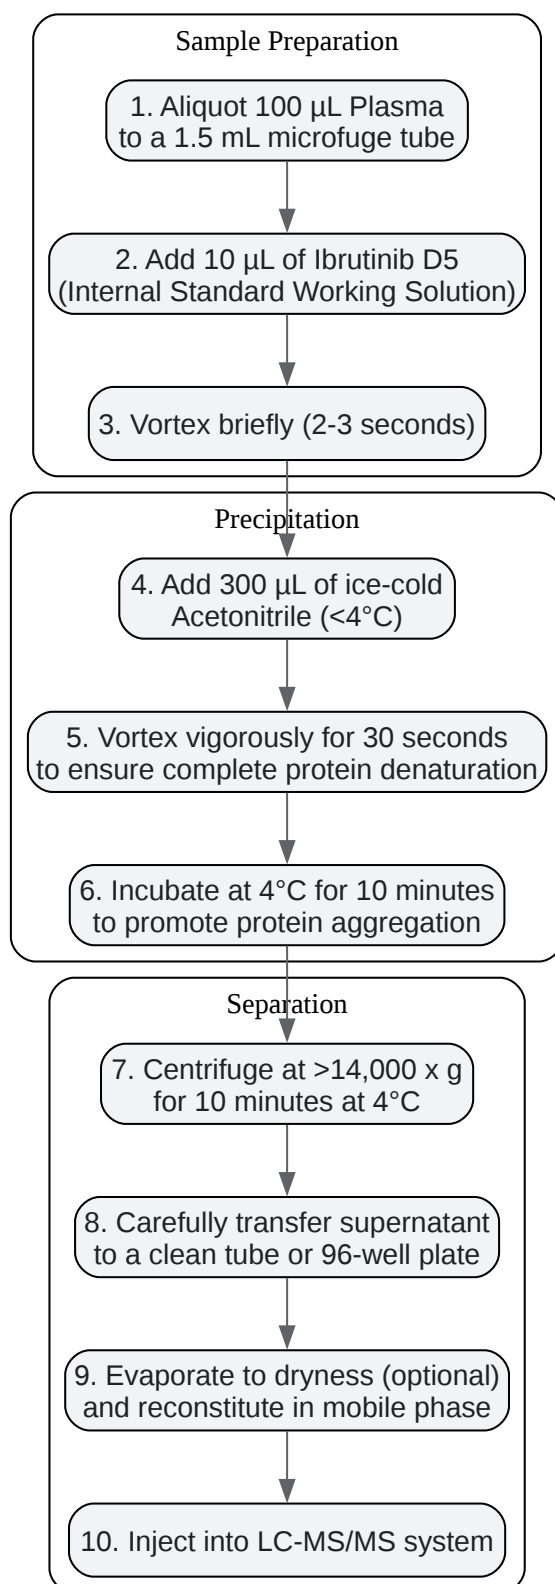 Sample Preparation
1. Aliquot 100 µL Plasma
to a 1.5 mL microfuge tube
2. Add 10 µL of Ibrutinib D5
(Internal Standard Working Solution)
3. Vortex briefly (2-3 seconds)
Precipitation
4. Add 300 µL of ice-cold
Acetonitrile (<4°C)
5. Vortex vigorously for 30 seconds
to ensure complete protein denaturation
6. Incubate at 4°C for 10 minutes
to promote protein aggregation
Separation
7. Centrifuge at >14,000 x g
for 10 minutes at 4°C
8. Carefully transfer supernatant
to a clean tube or 96-well plate
9. Evaporate to dryness (optional)
and reconstitute in mobile phase
10. Inject into LC-MS/MS system